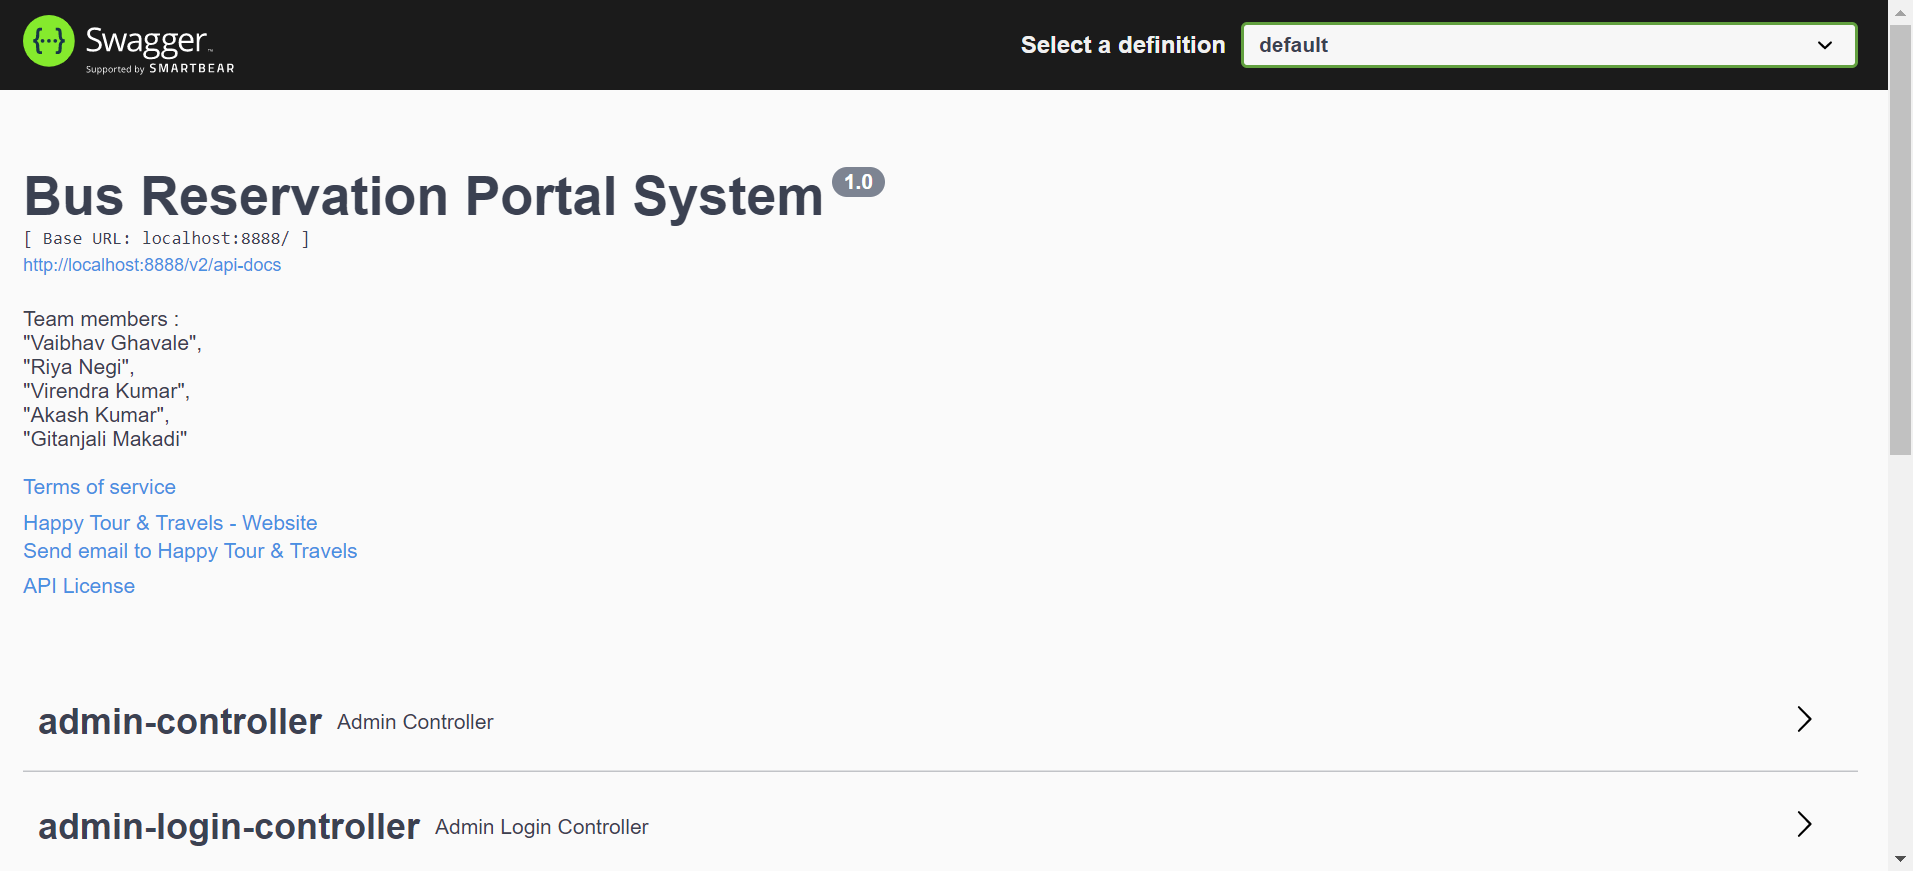 {...} Swagger™
Supported by SMARTBEAR
Select a definition
default
Bus Reservation Portal System 1.0
[ Base URL: localhost:8888/ ]
http://localhost:8888/v2/api-docs
Team members :
"Vaibhav Ghavale",
"Riya Negi",
"Virendra Kumar",
"Akash Kumar",
"Gitanjali Makadi"
Terms of service
Happy Tour & Travels - Website
Send email to Happy Tour & Travels
API License
admin-controller Admin Controller
admin-login-controller Admin Login Controller